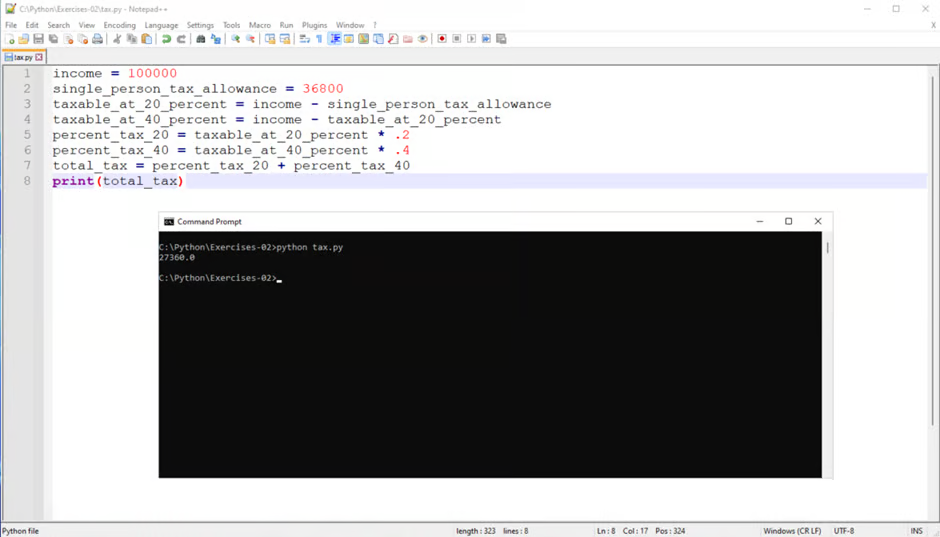 C:\Python\Exercises-02\tax.py - Notepad++
File Edit Search View Encoding Language Settings Tools Macro Run Plugins Window ?
X
tax.py
1 income = 100000
2 single_person_tax_allowance = 36800
3 taxable_at_20_percent = income - single_person_tax_allowance
4 taxable_at_40_percent = income - taxable_at_20_percent
5 percent_tax_20 = taxable_at_20_percent * .2
6 percent_tax_40 = taxable_at_40_percent * .4
7 total_tax = percent_tax_20 + percent_tax_40
8 print(total_tax)
Command Prompt
C:\Python\Exercises-02>python tax.py
27360.0
C:\Python\Exercises-02>
Python file length : 323 lines : 8 Ln : 8 Col : 17 Pos : 324 Windows (CR LF) UTF-8 INS